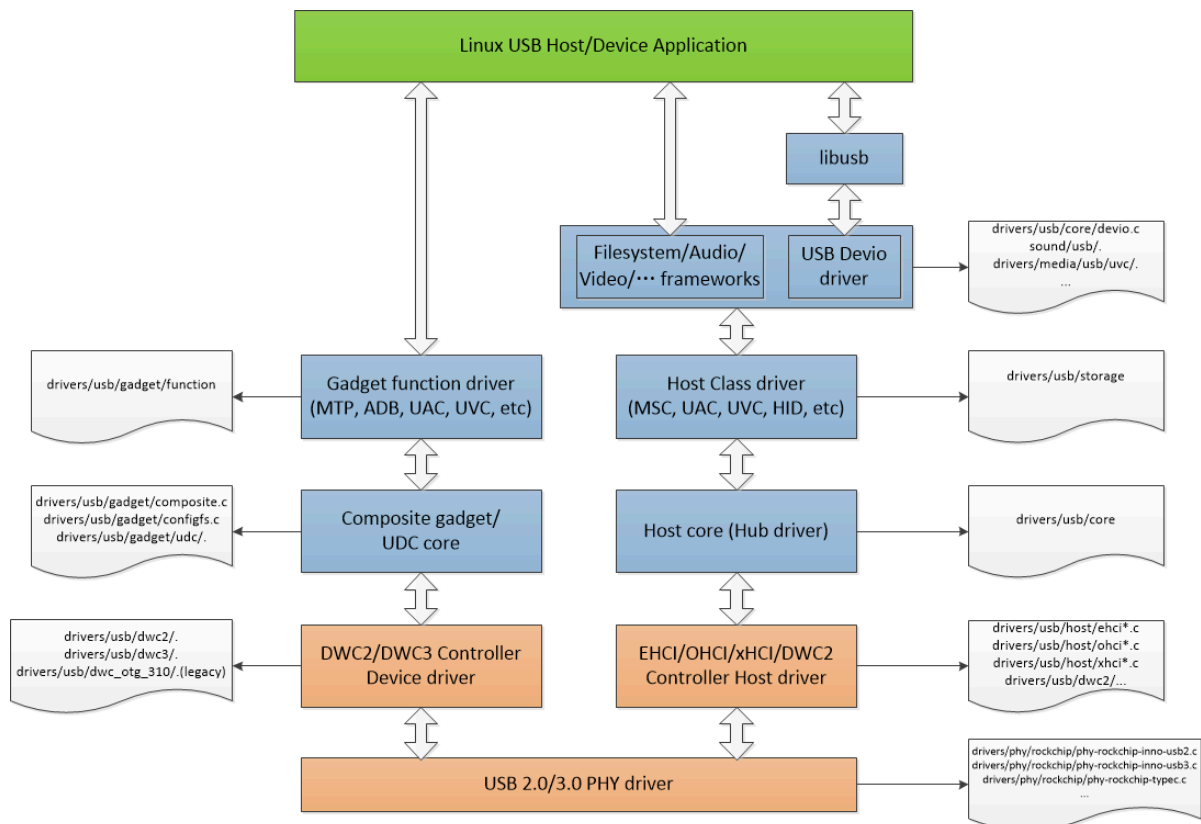 Linux USB Host/Device Application
libusb
Filesystem/Audio/
Video/··· frameworks
USB Devio
driver
drivers/usb/core/devio.c
sound/usb/.
drivers/media/usb/uvc/.
...
drivers/usb/gadget/function
Gadget function driver
(MTP, ADB, UAC, UVC, etc)
Host Class driver
(MSC, UAC, UVC, HID, etc)
drivers/usb/storage
drivers/usb/gadget/composite.c
drivers/usb/gadget/configfs.c
drivers/usb/gadget/udc/.
Composite gadget/
UDC core
Host core (Hub driver)
drivers/usb/core
drivers/usb/dwc2/.
drivers/usb/dwc3/.
drivers/usb/dwc_otg_310/.(legacy)
DWC2/DWC3 Controller
Device driver
EHCI/OHCI/xHCI/DWC2
Controller Host driver
drivers/usb/host/ehci*.c
drivers/usb/host/ohci*.c
drivers/usb/host/xhci*.c
drivers/usb/dwc2/...
USB 2.0/3.0 PHY driver
drivers/phy/rockchip/phy-rockchip-inno-usb2.c
drivers/phy/rockchip/phy-rockchip-inno-usb3.c
drivers/phy/rockchip/phy-rockchip-typec.c
...